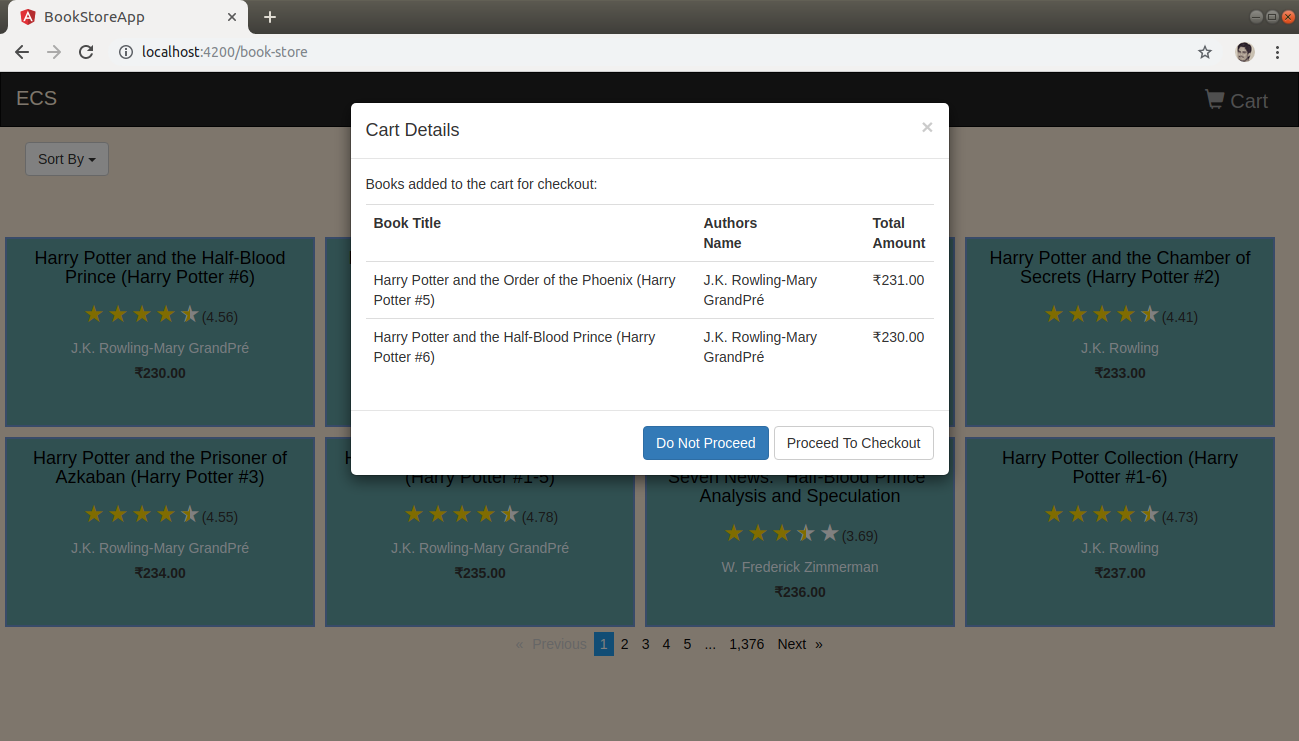 BookStoreApp
localhost:4200/book-store
ECS
Cart
Sort By
Cart Details
×
Books added to the cart for checkout:
Book Title
Authors
Name
Total
Amount
Harry Potter and the Order of the Phoenix (Harry
Potter #5)
J.K. Rowling-Mary
GrandPré
₹231.00
Harry Potter and the Half-Blood Prince (Harry
Potter #6)
J.K. Rowling-Mary
GrandPré
₹230.00
Do Not Proceed
Proceed To Checkout
Harry Potter and the Half-Blood
Prince (Harry Potter #6)
(4.56)
J.K. Rowling-Mary GrandPré
₹230.00
Harry Potter and the Chamber of
Secrets (Harry Potter #2)
(4.41)
J.K. Rowling
₹233.00
Harry Potter and the Prisoner of
Azkaban (Harry Potter #3)
(4.55)
J.K. Rowling-Mary GrandPré
₹234.00
(Harry Potter #1-5)
(4.78)
J.K. Rowling-Mary GrandPré
₹235.00
Seven News: "Half-Blood Prince
Analysis and Speculation
(3.69)
W. Frederick Zimmerman
₹236.00
Harry Potter Collection (Harry
Potter #1-6)
(4.73)
J.K. Rowling
₹237.00
« Previous 1 2 3 4 5 ... 1,376 Next »